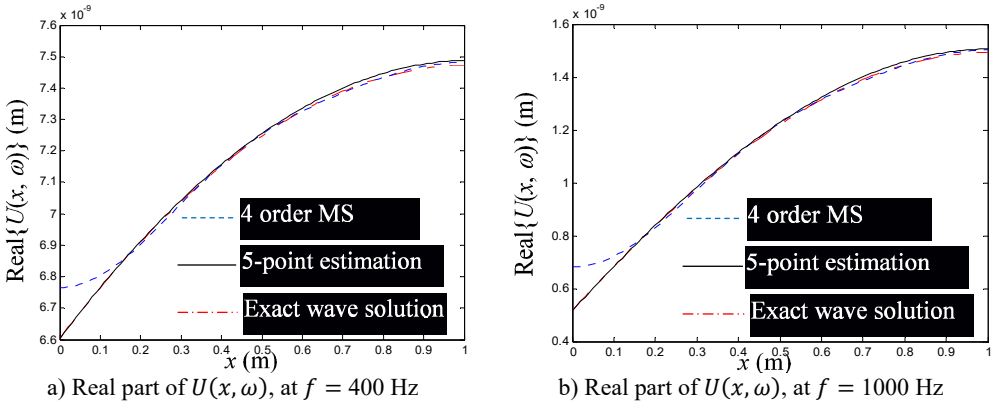 × 10⁻⁹
7.6
7.5
7.4
7.3
7.2
7.1
7
6.9
6.8
6.7
6.6
Real{U(x, ω)} (m)
4 order MS
5-point estimation
Exact wave solution
0 0.1 0.2 0.3 0.4 0.5 0.6 0.7 0.8 0.9 1
x (m)
a) Real part of U(x, ω), at f = 400 Hz
× 10⁻⁹
1.6
1.4
1.2
1
0.8
0.6
0.4
Real{U(x, ω)} (m)
4 order MS
5-point estimation
Exact wave solution
0 0.1 0.2 0.3 0.4 0.5 0.6 0.7 0.8 0.9 1
x (m)
b) Real part of U(x, ω), at f = 1000 Hz